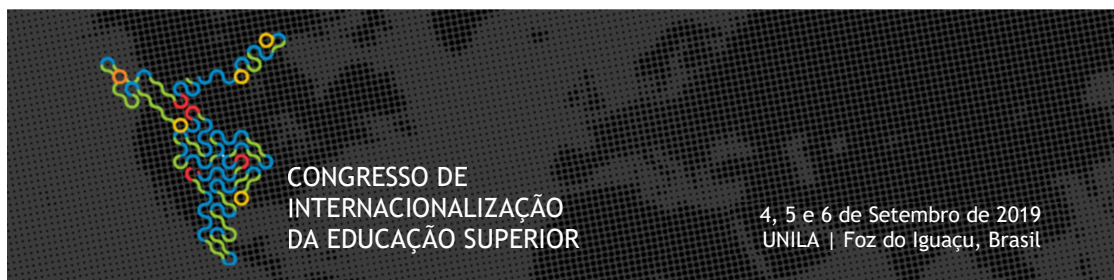 CONGRESSO DE
INTERNACIONALIZAÇÃO
DA EDUCAÇÃO SUPERIOR
4, 5 e 6 de Setembro de 2019
UNILA | Foz do Iguaçu, Brasil